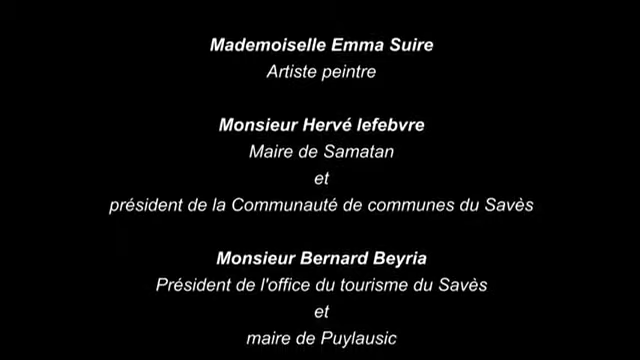 Mademoiselle Emma Suire
Artiste peintre
Monsieur Hervé lefebvre
Maire de Samatan
et
président de la Communauté de communes du Savès
Monsieur Bernard Beyria
Président de l'office du tourisme du Savès
et
maire de Puylausic